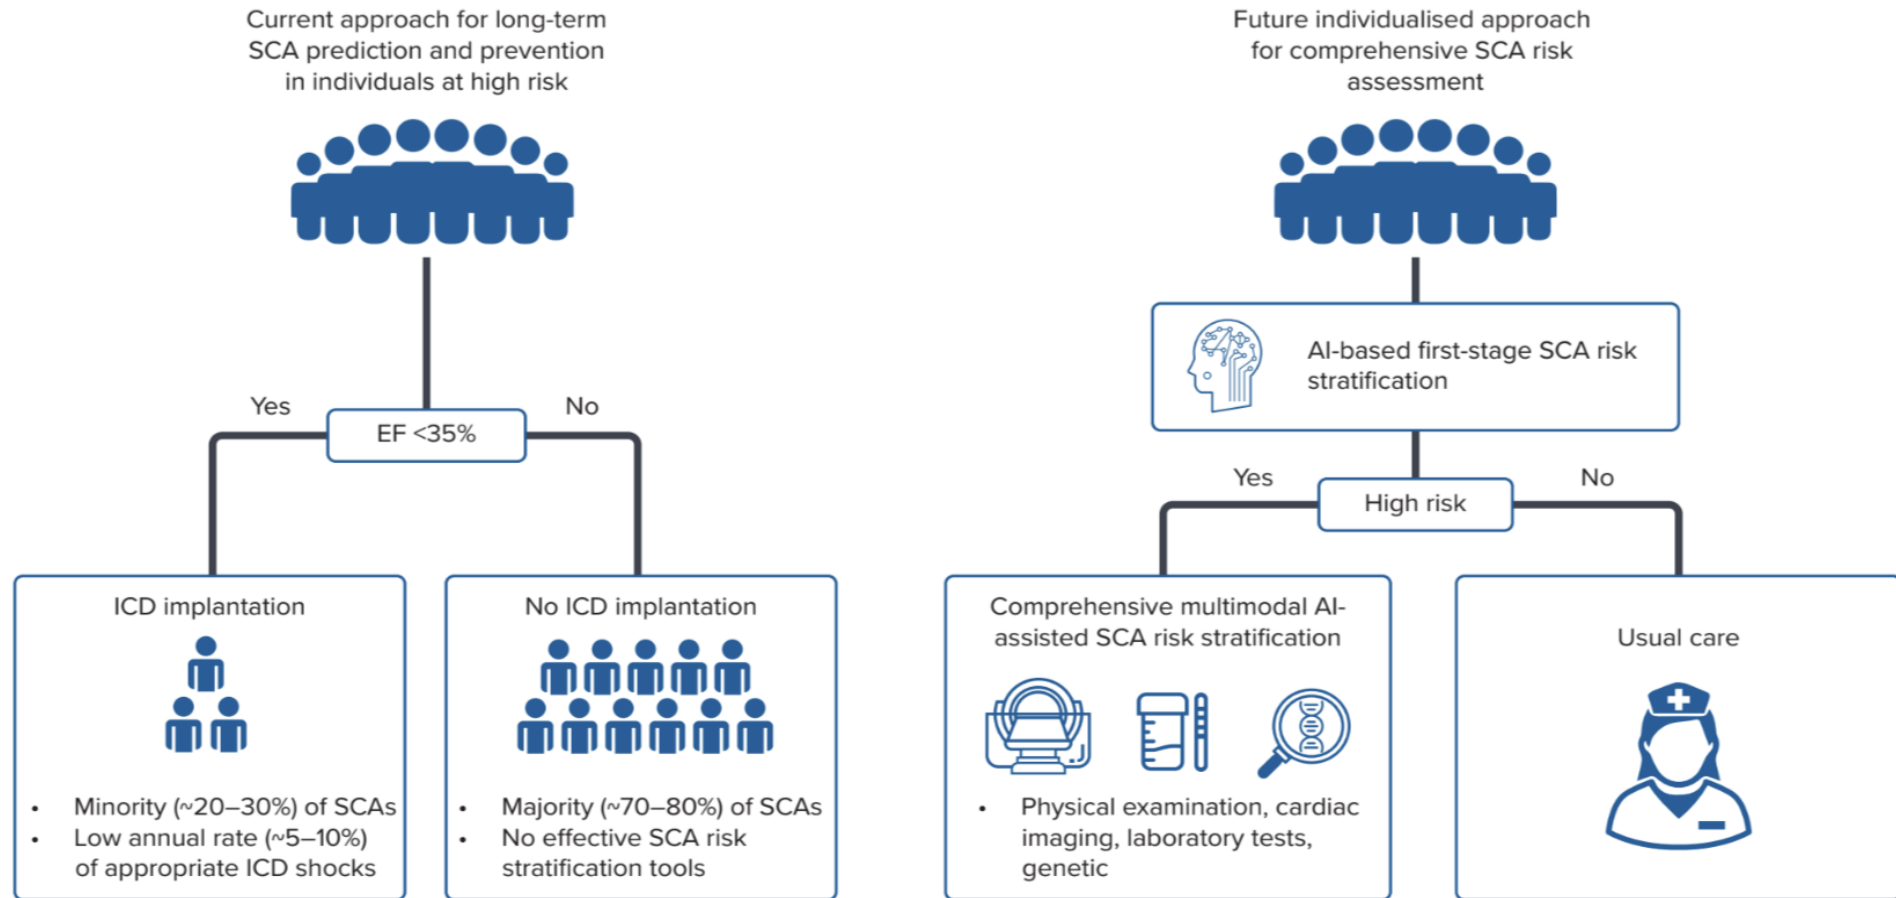 Current approach for long-term
SCA prediction and prevention
in individuals at high risk
Yes
No
EF <35%
ICD implantation
• Minority (~20–30%) of SCAs
• Low annual rate (~5–10%)
of appropriate ICD shocks
No ICD implantation
• Majority (~70–80%) of SCAs
• No effective SCA risk
stratification tools
Future individualised approach
for comprehensive SCA risk
assessment
AI-based first-stage SCA risk
stratification
Yes
No
High risk
Comprehensive multimodal AI-
assisted SCA risk stratification
• Physical examination, cardiac
imaging, laboratory tests,
genetic
Usual care